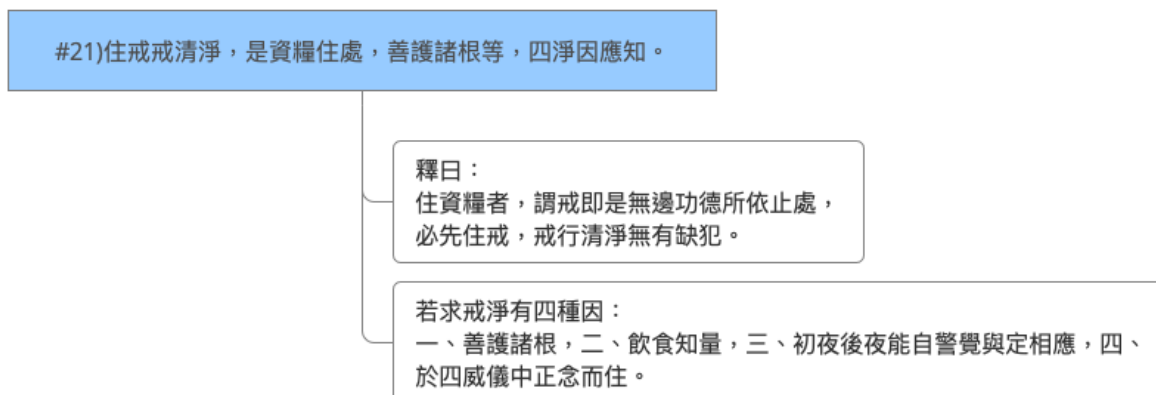 #21)住戒戒清淨，是資糧住處，善護諸根等，四淨因應知。
釋日：
住資糧者，謂戒即是無邊功德所依止處，
必先住戒，戒行清淨無有缺犯。
若求戒淨有四種因：
一、善護諸根，二、飲食知量，三、初夜後夜能自警覺與定相應，四、
於四威儀中正念而住。